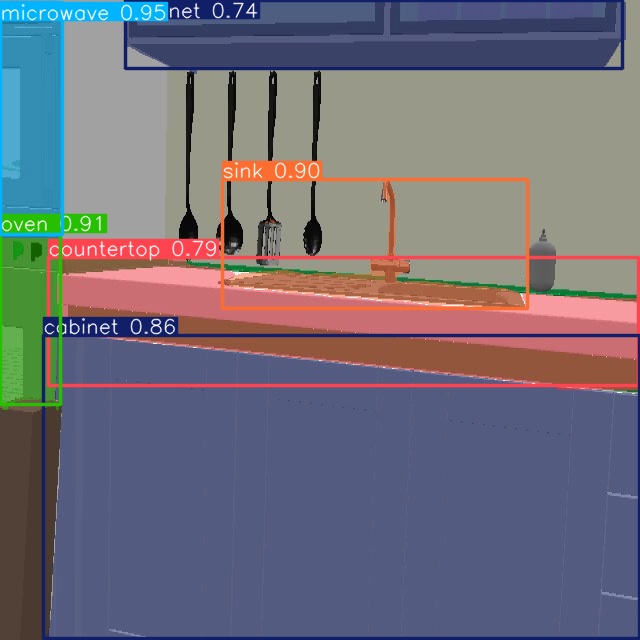 microwave 0.95
net 0.74
sink 0.90
oven 0.91
countertop 0.79
cabinet 0.86